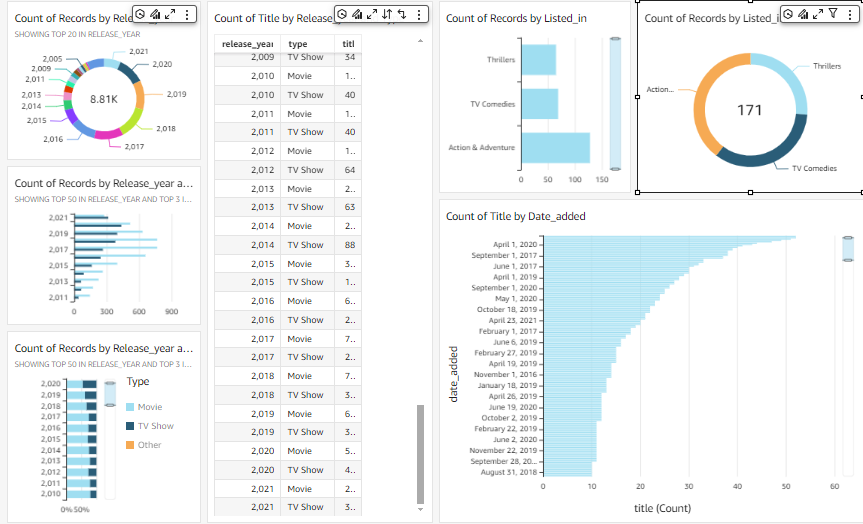 Count of Records by Rele
SHOWING TOP 20 IN RELEASE_YEAR
2,021
2,020
2,019
2,018
2,017
2,016
2,015
2,014
2,013
2,011
2,009
2,005
8.81K
Count of Records by Release_year a...
SHOWING TOP 50 IN RELEASE_YEAR AND TOP 3 I...
2,021
2,019
2,017
2,015
2,013
2,011
0 300 600 900
Count of Records by Release_year a...
SHOWING TOP 50 IN RELEASE_YEAR AND TOP 3 I...
2,020
2,019
2,018
2,017
2,016
2,015
2,014
2,013
2,012
2,011
2,010
0% 50%
Type
Movie
TV Show
Other
Count of Title by Release_
release_year type titl
2,009 TV Show 34
2,010 Movie 1..
2,010 TV Show 40
2,011 Movie 1..
2,011 TV Show 40
2,012 Movie 1..
2,012 TV Show 64
2,013 Movie 2..
2,013 TV Show 63
2,014 Movie 2..
2,014 TV Show 88
2,015 Movie 3..
2,015 TV Show 1..
2,016 Movie 6..
2,016 TV Show 2..
2,017 Movie 7..
2,017 TV Show 2..
2,018 Movie 7..
2,018 TV Show 3..
2,019 Movie 6..
2,019 TV Show 3..
2,020 Movie 5..
2,020 TV Show 4..
2,021 Movie 2..
2,021 TV Show 3..
Count of Records by Listed_in
Thrillers
TV Comedies
Action & Adventure
0 50 100 150
Count of Records by Listed_i
Thrillers
Action...
171
TV Comedies
Count of Title by Date_added
date_added
April 1, 2020
September 1, 2017
June 1, 2017
April 1, 2019
September 1, 2020
May 1, 2020
October 18, 2019
April 23, 2021
February 1, 2017
June 6, 2019
February 27, 2019
April 19, 2019
November 1, 2016
January 18, 2019
April 26, 2019
June 19, 2020
October 2, 2019
February 22, 2019
June 2, 2020
November 22, 2019
September 28, 20...
August 31, 2018
0 10 20 30 40 50 60
title (Count)